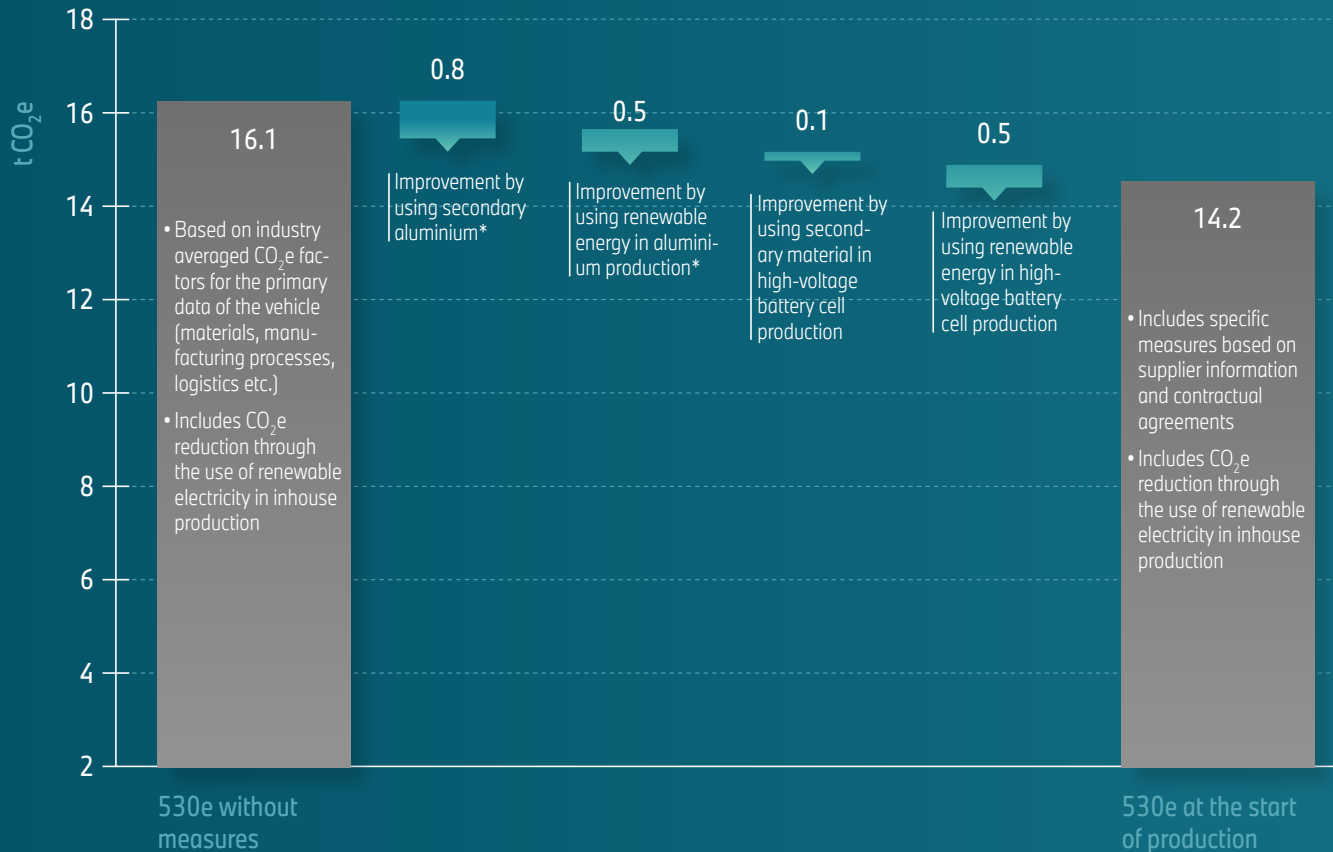 t CO₂e
18
16
14
12
10
8
6
4
2
16.1
• Based on industry
averaged CO₂e fac-
tors for the primary
data of the vehicle
(materials, manu-
facturing processes,
logistics etc.)
• Includes CO₂e
reduction through
the use of renewable
electricity in inhouse
production
530e without
measures
0.8
Improvement by
using secondary
aluminium*
0.5
Improvement by
using renewable
energy in alumini-
um production*
0.1
Improvement by
using second-
ary material in
high-voltage
battery cell
production
0.5
Improvement by
using renewable
energy in high-
voltage battery
cell production
14.2
• Includes specific
measures based on
supplier information
and contractual
agreements
• Includes CO₂e
reduction through
the use of renewable
electricity in inhouse
production
530e at the start
of production